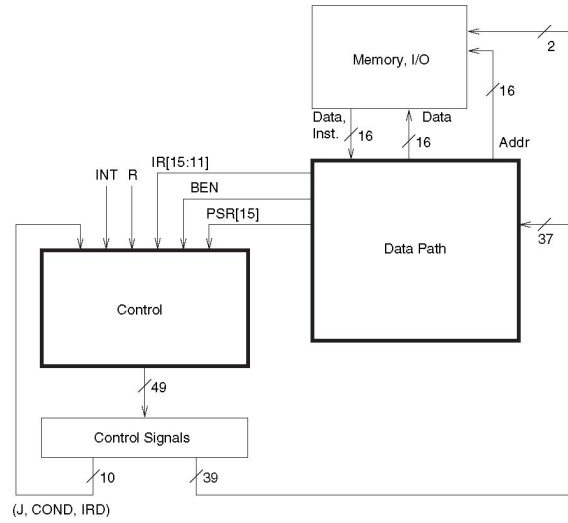 Memory, I/O
2
16
Data,
Inst.
16
Data
16
Addr
IR[15:11]
INT R
BEN
PSR[15]
Data Path
37
Control
49
Control Signals
10
39
(J, COND, IRD)